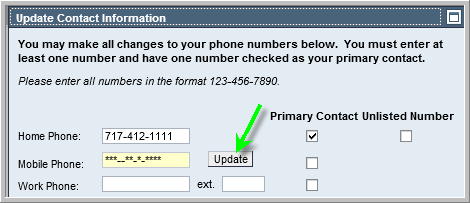 Update Contact Information
You may make all changes to your phone numbers below. You must enter at
least one number and have one number checked as your primary contact.
Please enter all numbers in the format 123-456-7890.
Primary Contact Unlisted Number
Home Phone: 717-412-1111
Mobile Phone: ***--**-*-**** Update
Work Phone: ext.